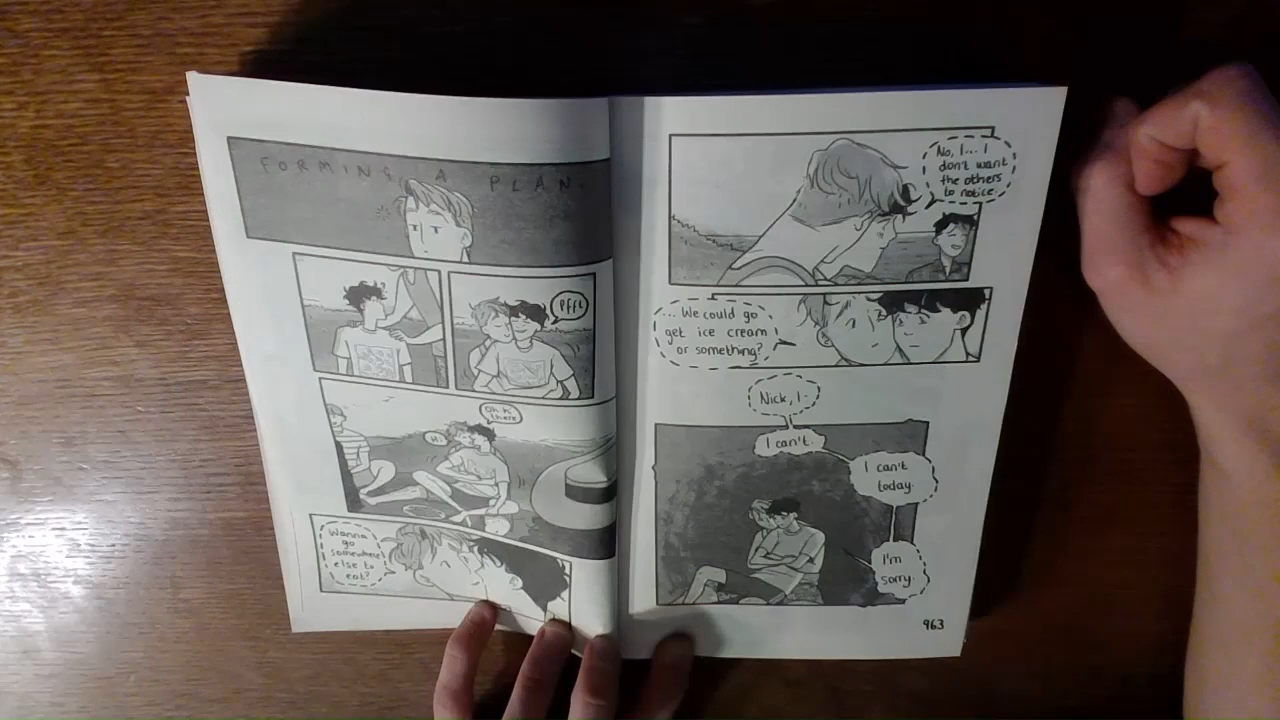 FORMING A PLAN.
PFFt
Oh hi
there
Hi
Wanna
go
somewhere
else to
eat?
No, I... I
don't want
the others
to notice.
... We could go
get ice cream
or something?
Nick, I-
I can't.
I can't
today.
I'm
sorry.
963